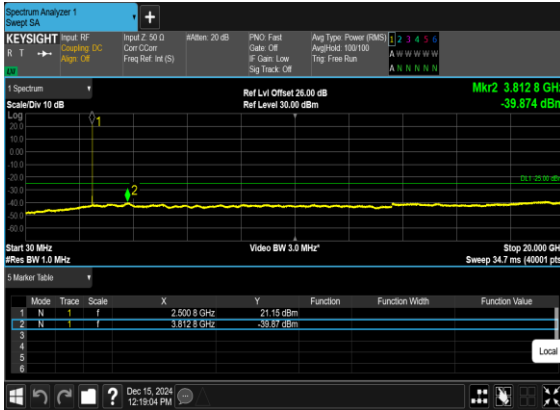 Spectrum Analyzer 1
Swept SA
+
KEYSIGHT Input: RF Input Z: 50 Ω #Atten: 20 dB PNO: Fast Avg Type: Power (RMS) 1 2 3 4 5 6
R T Coupling: DC Corr CCorr Gate: Off Avg|Hold: 100/100 A W W W W W
Align: Off Freq Ref: Int (S) IF Gain: Low Trig: Free Run
Sig Track: Off A N N N N N
LV
1 Spectrum Ref Lvl Offset 26.00 dB Mkr2 3.812 8 GHz
Scale/Div 10 dB Ref Level 30.00 dBm -39.874 dBm
Log
20.0
10.0
0.00
-10.0
-20.0
-30.0
-40.0
-50.0
-60.0
1
2
DL1 -25.00 dBm
Start 30 MHz Video BW 3.0 MHz* Stop 20.000 GHz
#Res BW 1.0 MHz Sweep 34.7 ms (40001 pts
5 Marker Table
Mode Trace Scale X Y Function Function Width Function Value
1 N 1 f 2.500 8 GHz 21.15 dBm
2 N 1 f 3.812 8 GHz -39.87 dBm
3
4
5
6
Local
? Dec 15, 2024
12:19:04 PM